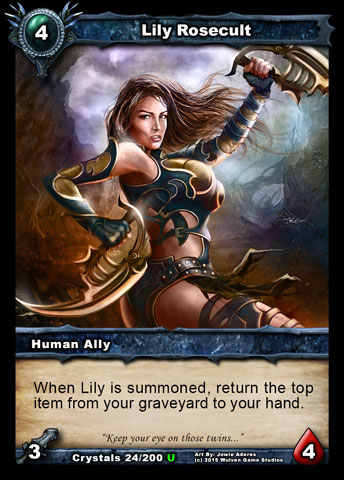 4
Lily Rosecult
Human Ally
When Lily is summoned, return the top
item from your graveyard to your hand.
"Keep your eye on those twins..."
3
Crystals 24/200 U
Art By: Jowie Aderes
(c) 2015 Wulven Game Studios
4